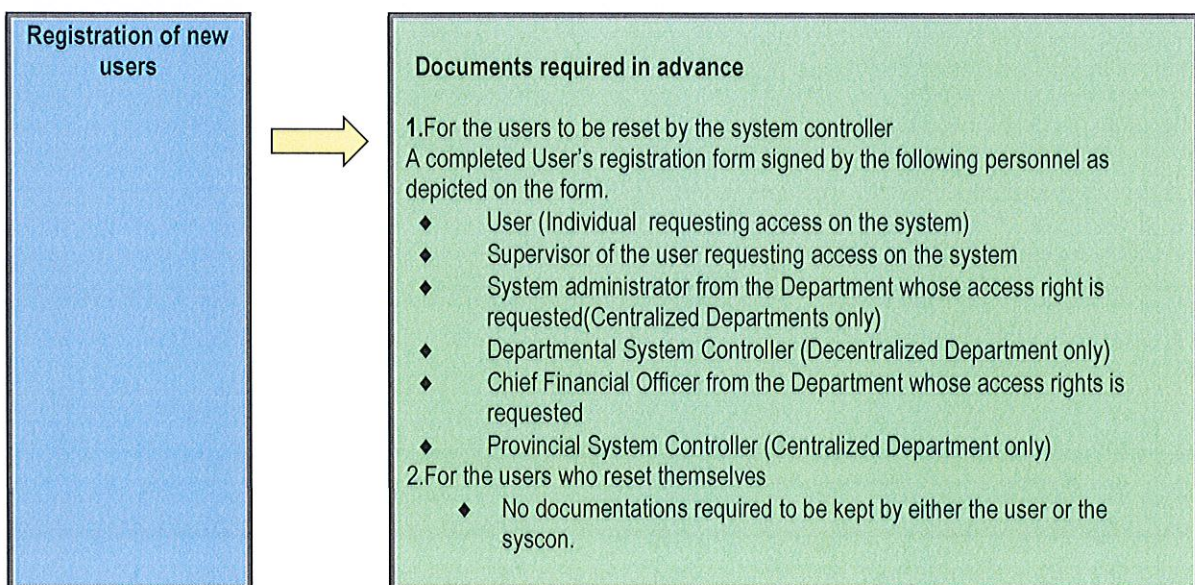 Registration of new
users
Documents required in advance
1.For the users to be reset by the system controller
A completed User's registration form signed by the following personnel as
depicted on the form.
◆ User (Individual requesting access on the system)
◆ Supervisor of the user requesting access on the system
◆ System administrator from the Department whose access right is
requested(Centralized Departments only)
◆ Departmental System Controller (Decentralized Department only)
◆ Chief Financial Officer from the Department whose access rights is
requested
◆ Provincial System Controller (Centralized Department only)
2.For the users who reset themselves
◆ No documentations required to be kept by either the user or the
syscon.